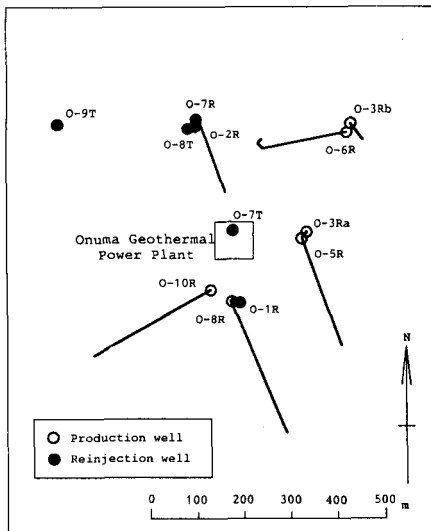 O-7R
O-9T
O-3Rb
O-8T
O-2R
O-6R
O-7T
O-3Ra
Onuma Geothermal
Power Plant
O-5R
O-10R
O-8R
O-1R
N
Production well
Reinjection well
0 100 200 300 400 500
m